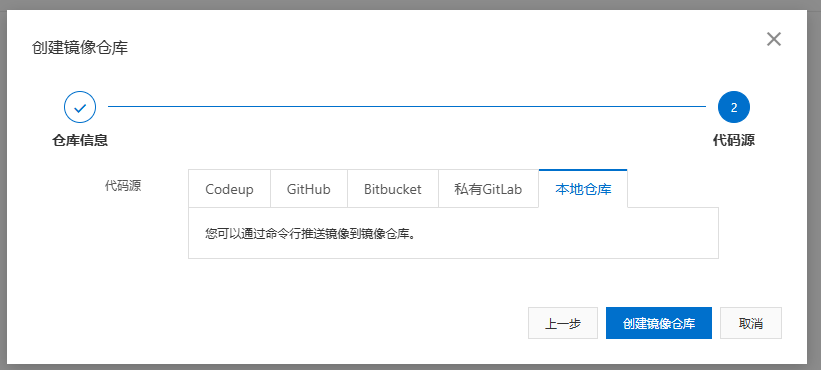 创建镜像仓库
2
仓库信息
代码源
代码源
Codeup
GitHub
Bitbucket
私有GitLab
本地仓库
您可以通过命令行推送镜像到镜像仓库。
上一步
创建镜像仓库
取消